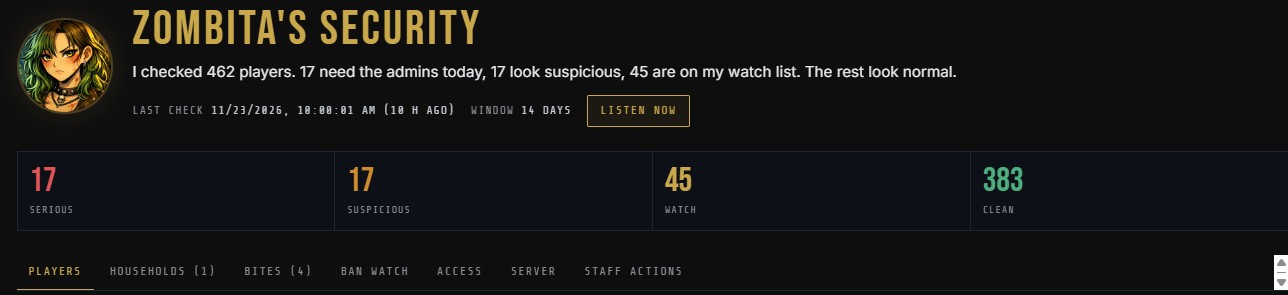 ZOMBITA'S SECURITY
I checked 462 players. 17 need the admins today, 17 look suspicious, 45 are on my watch list. The rest look normal.
LAST CHECK 11/23/2026, 10:00:01 AM (10 H AGO) WINDOW 14 DAYS LISTEN NOW
17 17 45 383
SERIOUS SUSPICIOUS WATCH CLEAN
PLAYERS HOUSEHOLDS (1) BITES (4) BAN WATCH ACCESS SERVER STAFF ACTIONS